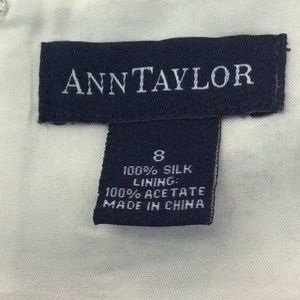 ANNTAYLOR
8
100% SILK
LINING:
100% ACETATE
MADE IN CHINA